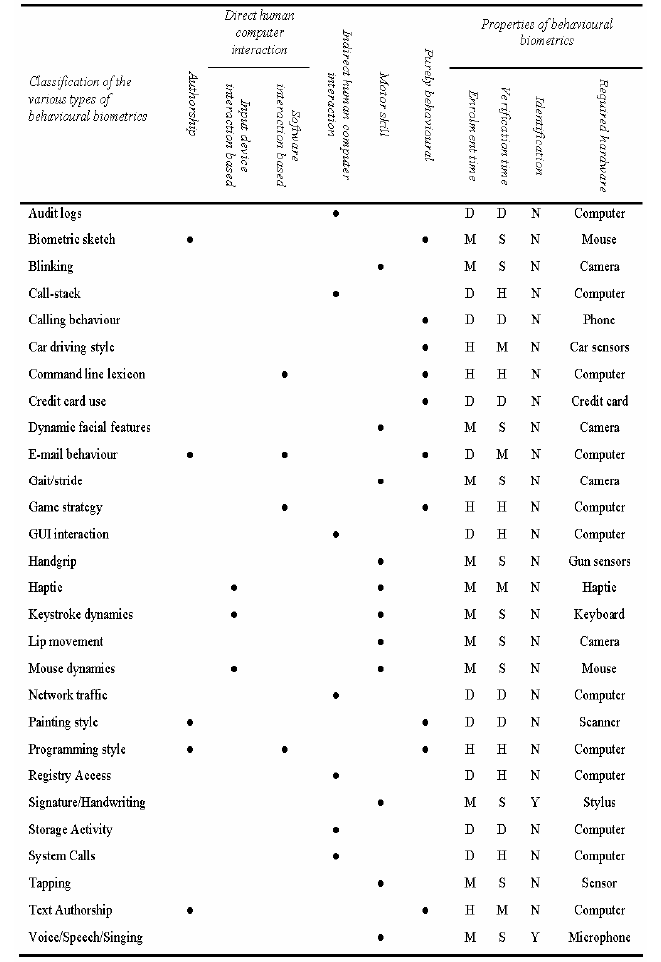 Classification of the various types of behavioural biometrics
Authorship
Direct human computer interaction
Input device interaction based
Software interaction based
Indirect human computer interaction
Motor skill
Purely behavioural
Properties of behavioural biometrics
Enrolment time
Verification time
Identification
Required hardware
Audit logs ● D D N Computer
Biometric sketch ● ● M S N Mouse
Blinking ● M S N Camera
Call-stack ● D H N Computer
Calling behaviour ● D D N Phone
Car driving style ● H M N Car sensors
Command line lexicon ● ● H H N Computer
Credit card use ● D D N Credit card
Dynamic facial features ● M S N Camera
E-mail behaviour ● ● ● D M N Computer
Gait/stride ● M S N Camera
Game strategy ● ● H H N Computer
GUI interaction ● D H N Computer
Handgrip ● M S N Gun sensors
Haptic ● ● M M N Haptic
Keystroke dynamics ● ● M S N Keyboard
Lip movement ● M S N Camera
Mouse dynamics ● ● M S N Mouse
Network traffic ● D D N Computer
Painting style ● ● D D N Scanner
Programming style ● ● ● H H N Computer
Registry Access ● D H N Computer
Signature/Handwriting ● M S Y Stylus
Storage Activity ● D D N Computer
System Calls ● D H N Computer
Tapping ● M S N Sensor
Text Authorship ● ● H M N Computer
Voice/Speech/Singing ● M S Y Microphone